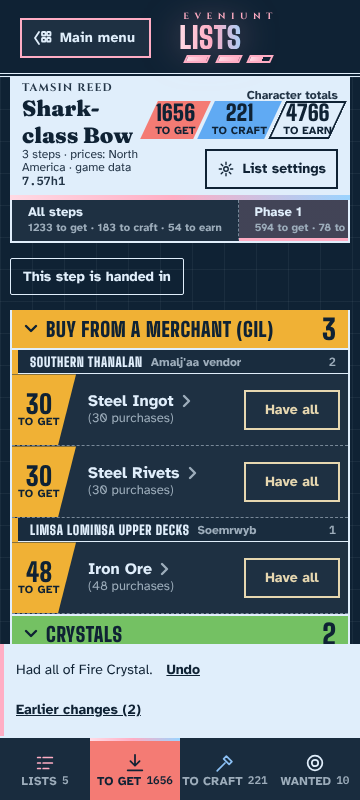 Main menu
EVENIUNT
LISTS
TAMSIN REED
Shark-
class Bow
3 steps · prices: North
America · game data
7.57h1
Character totals
1656
TO GET
221
TO CRAFT
4766
TO EARN
List settings
All steps
1233 to get · 183 to craft · 54 to earn
Phase 1
594 to get · 78 to
This step is handed in
BUY FROM A MERCHANT (GIL) 3
SOUTHERN THANALAN Amalj'aa vendor 2
30
TO GET
Steel Ingot
(30 purchases)
Have all
30
TO GET
Steel Rivets
(30 purchases)
Have all
LIMSA LOMINSA UPPER DECKS Soemrwyb 1
48
TO GET
Iron Ore
(48 purchases)
Have all
CRYSTALS 2
Had all of Fire Crystal. Undo
Earlier changes (2)
LISTS 5
TO GET 1656
TO CRAFT 221
WANTED 10